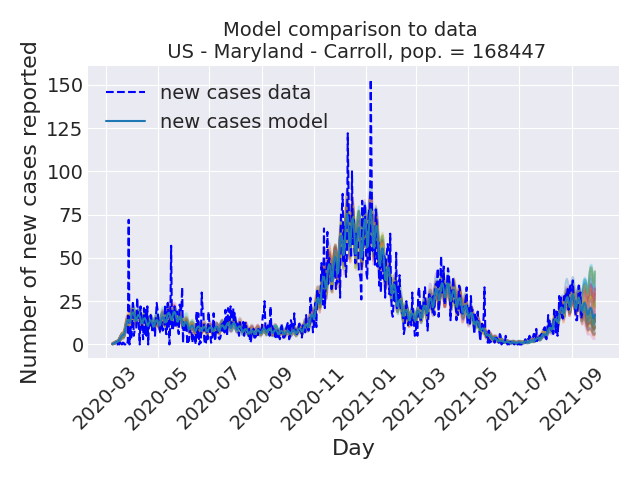 Model comparison to data
US - Maryland - Carroll, pop. = 168447
Number of new cases reported
150
125
100
75
50
25
0
new cases data
new cases model
2020-03
2020-05
2020-07
2020-09
2020-11
2021-01
2021-03
2021-05
2021-07
2021-09
Day